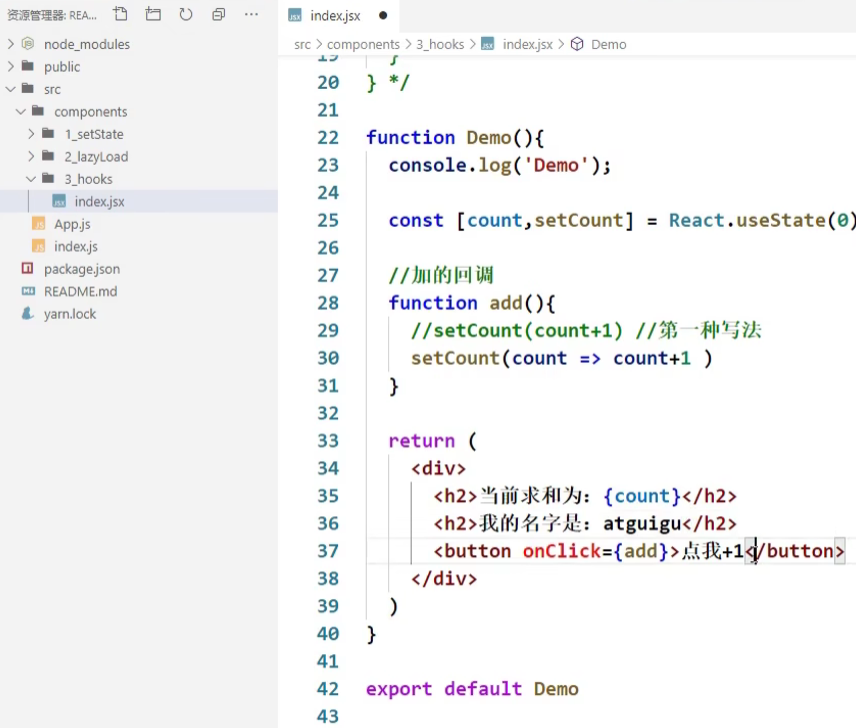 资源管理器: REA...
index.jsx
src > components > 3_hooks > index.jsx > Demo
node_modules
public
src
components
1_setState
2_lazyLoad
3_hooks
index.jsx
App.js
index.js
package.json
README.md
yarn.lock
19 }
20 } */
21
22 function Demo(){
23 console.log('Demo');
24
25 const [count,setCount] = React.useState(0)
26
27 //加的回调
28 function add(){
29 //setCount(count+1) //第一种写法
30 setCount(count => count+1 )
31 }
32
33 return (
34 <div>
35 <h2>当前求和为：{count}</h2>
36 <h2>我的名字是：atguigu</h2>
37 <button onClick={add}>点我+1</button>
38 </div>
39 )
40 }
41
42 export default Demo
43